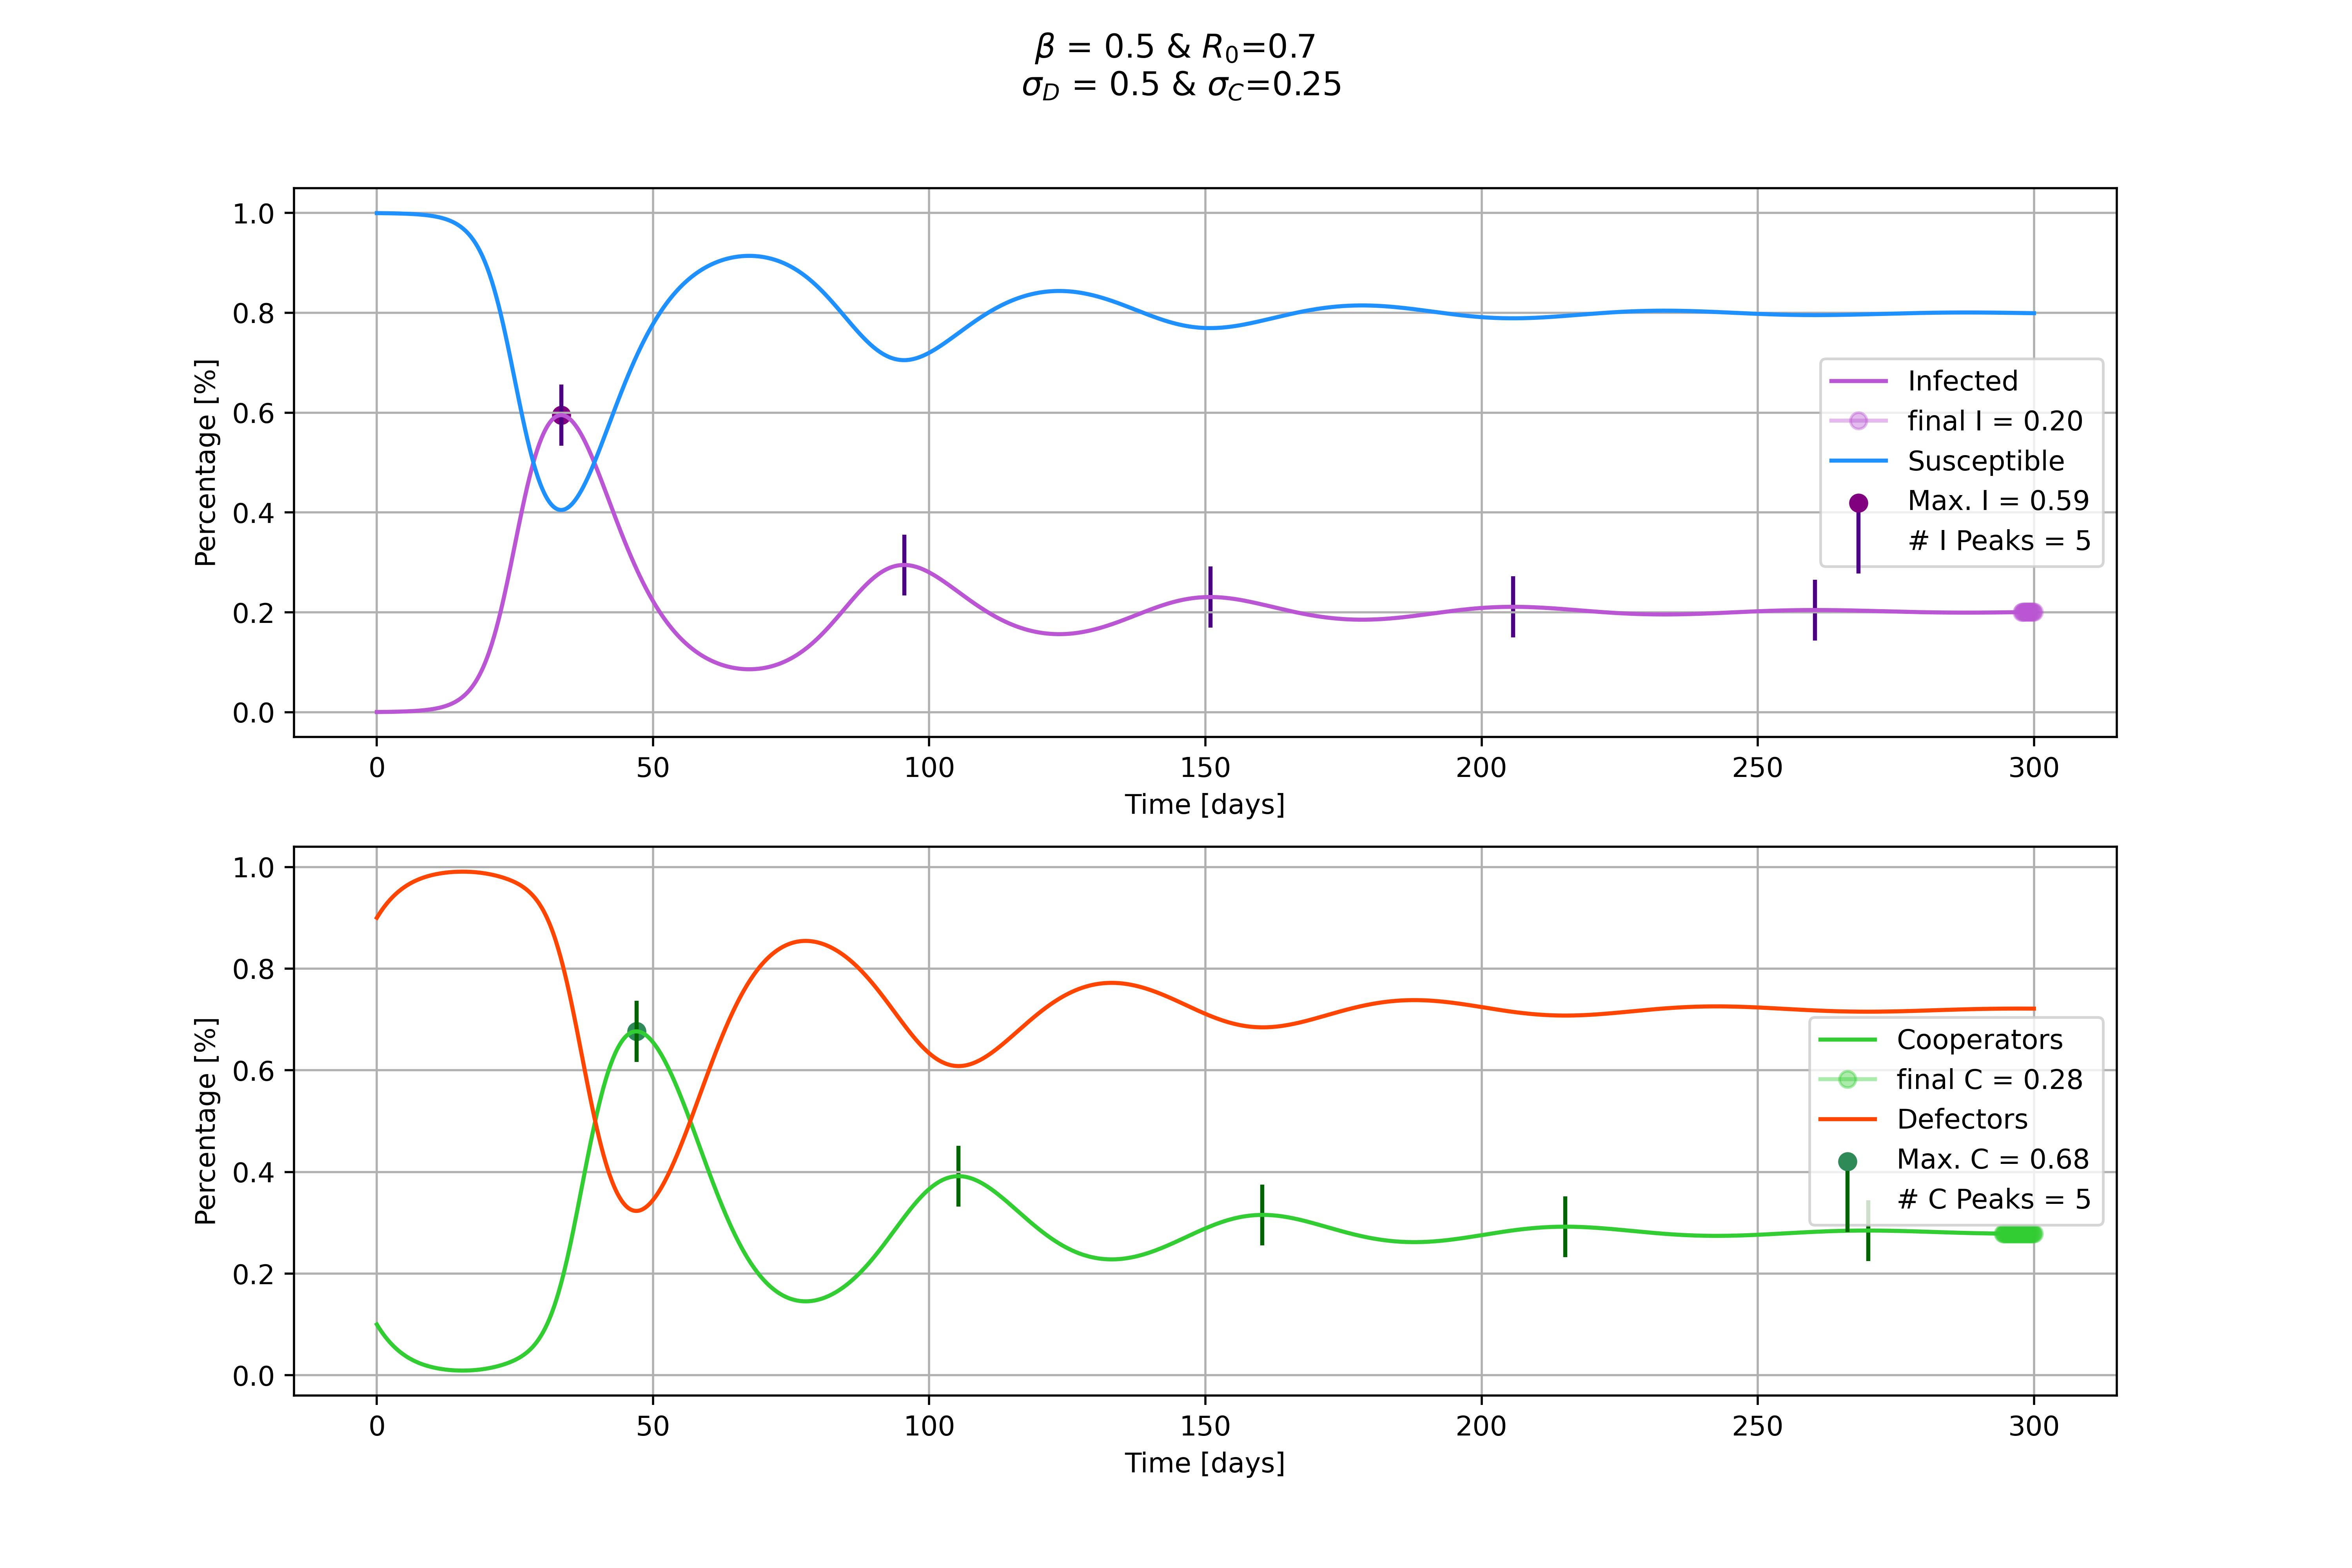 β = 0.5 & R₀=0.7
σ_D = 0.5 & σ_C=0.25
Percentage [%]
1.0
0.8
0.6
0.4
0.2
0.0
Infected
final I = 0.20
Susceptible
Max. I = 0.59
# I Peaks = 5
0 50 100 150 200 250 300
Time [days]
Percentage [%]
1.0
0.8
0.6
0.4
0.2
0.0
Cooperators
final C = 0.28
Defectors
Max. C = 0.68
# C Peaks = 5
0 50 100 150 200 250 300
Time [days]